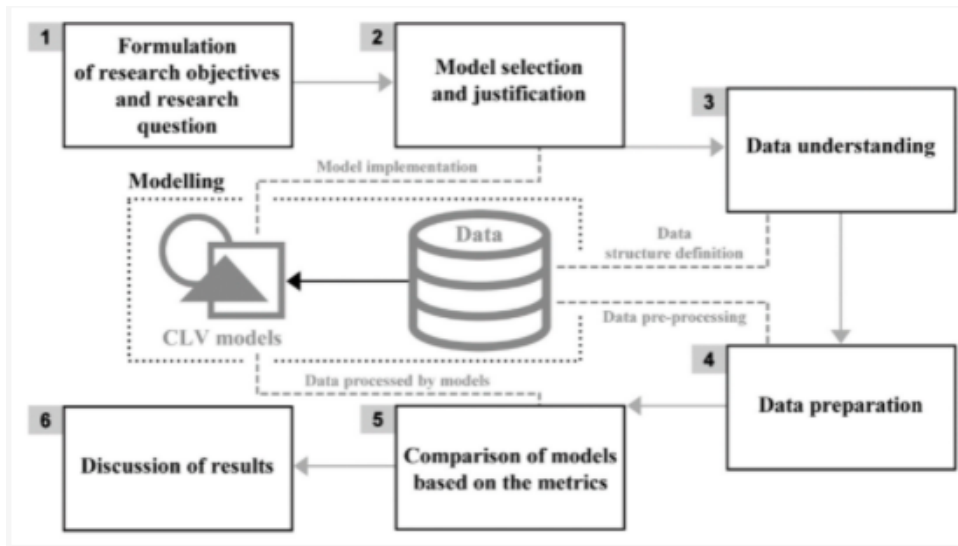 1
Formulation
of research objectives
and research
question
2
Model selection
and justification
3
Data understanding
Model implementation
Modelling
Data
CLV models
Data
structure definition
Data pre-processing
4
Data preparation
Data processed by models
5
Comparison of models
based on the metrics
6
Discussion of results